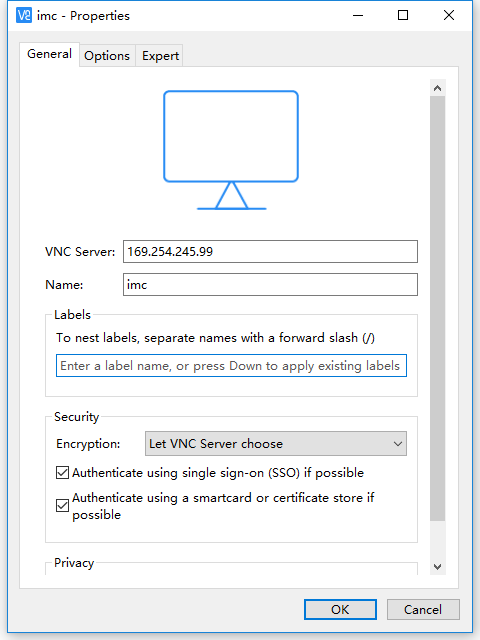 imc - Properties
General
Options
Expert
VNC Server:
169.254.245.99
Name:
imc
Labels
To nest labels, separate names with a forward slash (/)
Enter a label name, or press Down to apply existing labels
Security
Encryption:
Let VNC Server choose
Authenticate using single sign-on (SSO) if possible
Authenticate using a smartcard or certificate store if
possible
Privacy
OK
Cancel